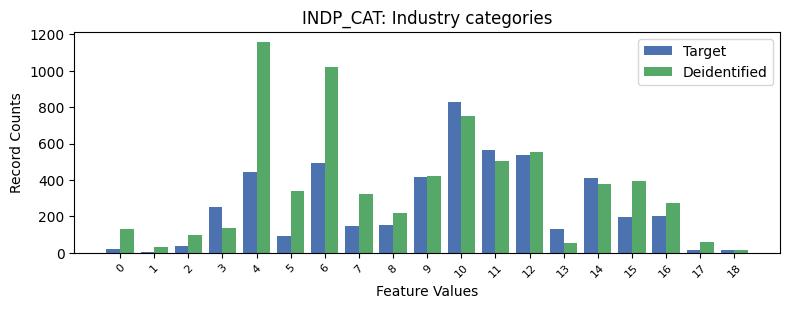 INDP_CAT: Industry categories
1200
1000
800
600
400
200
0
Record Counts
Target
Deidentified
0 1 2 3 4 5 6 7 8 9 10 11 12 13 14 15 16 17 18
Feature Values